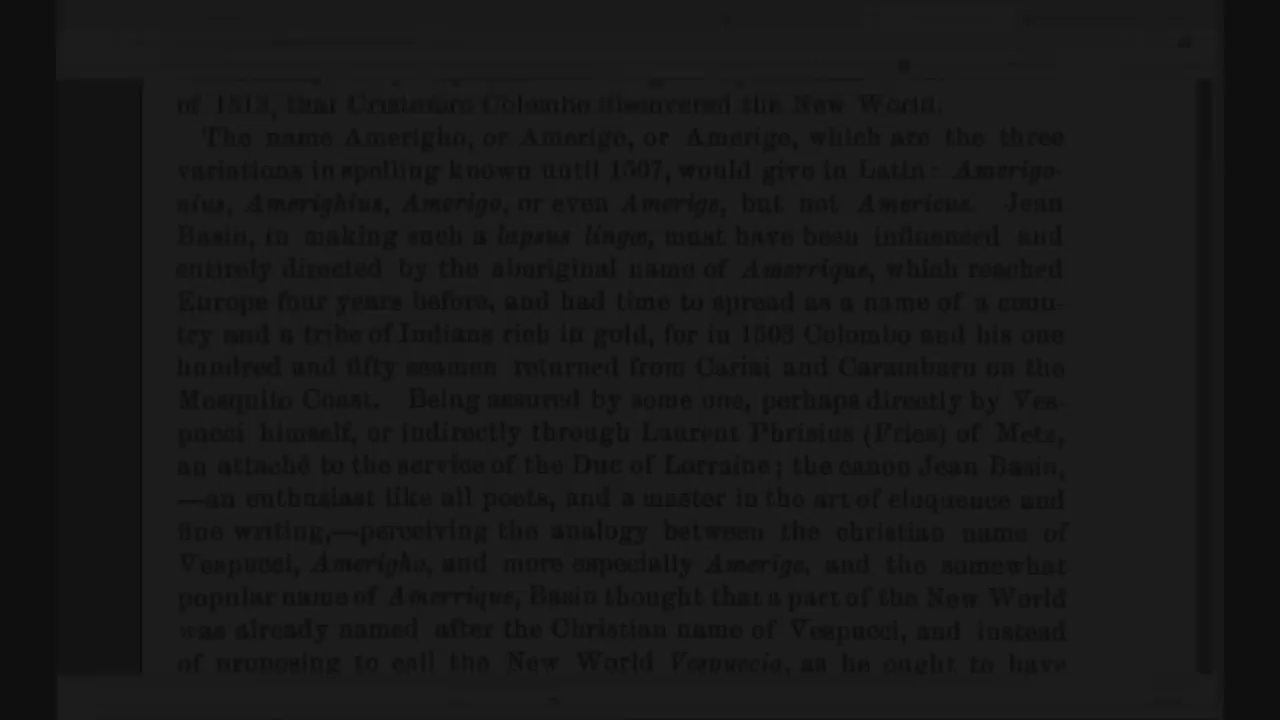 of 1513, that Cristoforo Colombo discovered the New World.
The name Amerigho, or Amerigo, or Amerige, which are the three
variations in spelling known until 1507, would give in Latin: Amerigo-
nius, Amerighius, Amerigo, or even Amerige, but not Americus. Jean
Basin, in making such a lapsus linguæ, must have been influenced and
entirely directed by the aboriginal name of Amerrique, which reached
Europe four years before, and had time to spread as a name of a coun-
try and a tribe of Indians rich in gold, for in 1503 Colombo and his one
hundred and fifty seamen returned from Cariai and Carambaru on the
Mosquito Coast. Being assured by some one, perhaps directly by Ves-
pucci himself, or indirectly through Laurent Phrisius (Fries) of Metz,
an attaché to the service of the Duc of Lorraine; the canon Jean Basin,
—an enthusiast like all poets, and a master in the art of eloquence and
fine writing,—perceiving the analogy between the christian name of
Vespucci, Amerigho, and more especially Amerige, and the somewhat
popular name of Amerrique, Basin thought that a part of the New World
was already named after the Christian name of Vespucci, and instead
of proposing to call the New World Vespuccia, as he ought to have